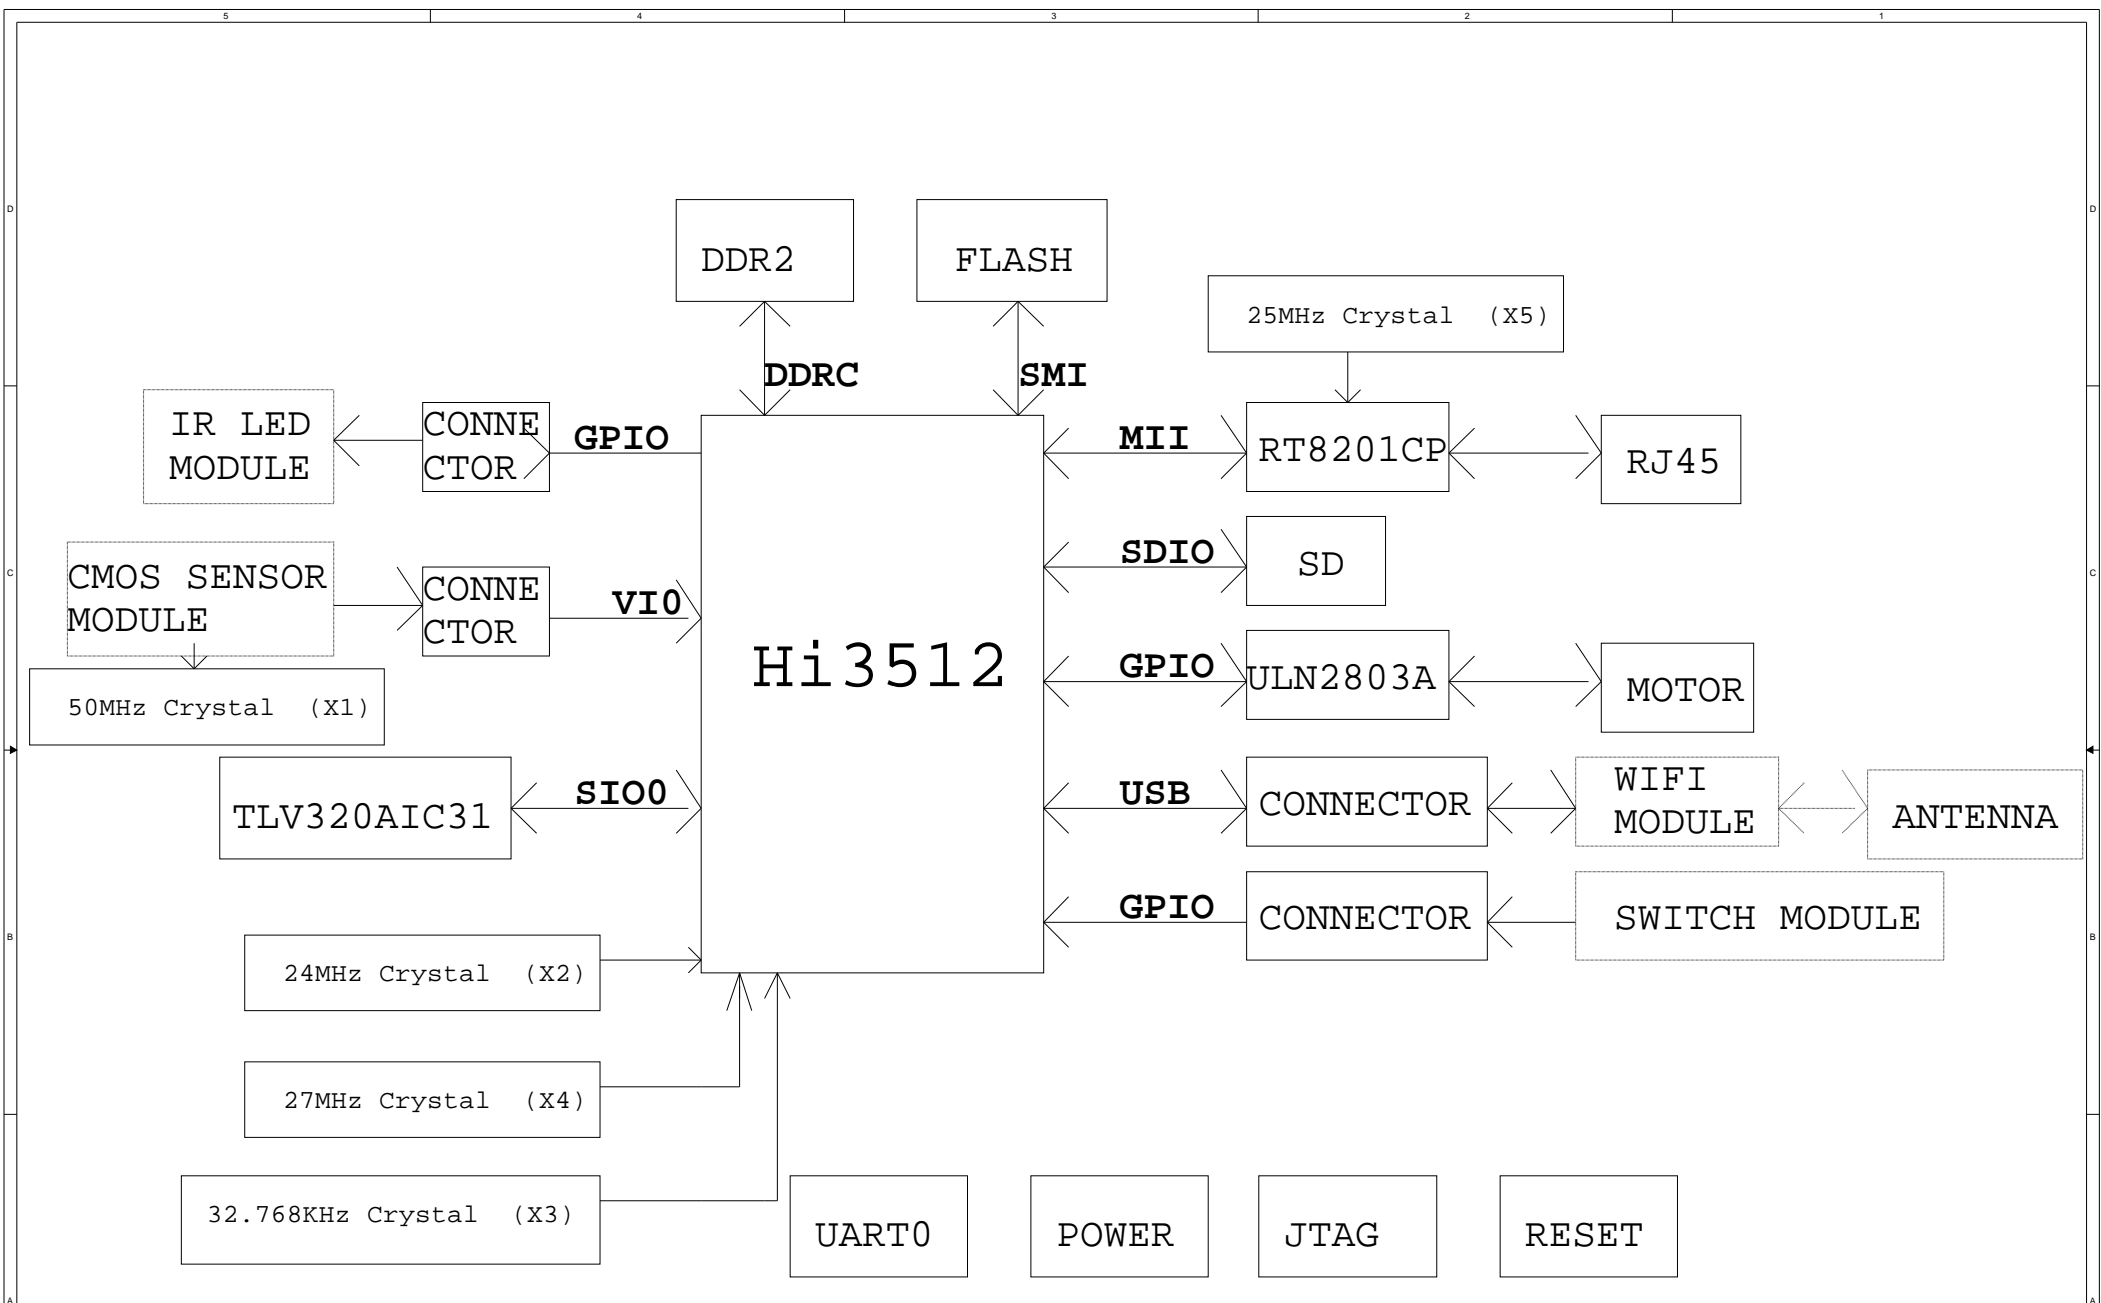 5 4 3 2 1
D D
DDR2 FLASH
25MHz Crystal (X5)
DDRC SMI
IR LED
MODULE
CONNE
CTOR
GPIO
MII
RT8201CP
RJ45
C C
CMOS SENSOR
MODULE
CONNE
CTOR
VI0
SDIO
SD
Hi3512
GPIO
ULN2803A
MOTOR
50MHz Crystal (X1)
TLV320AIC31
SIO0
USB
CONNECTOR
WIFI
MODULE
ANTENNA
GPIO
CONNECTOR
SWITCH MODULE
B B
24MHz Crystal (X2)
27MHz Crystal (X4)
32.768KHz Crystal (X3)
UART0 POWER JTAG RESET
A A